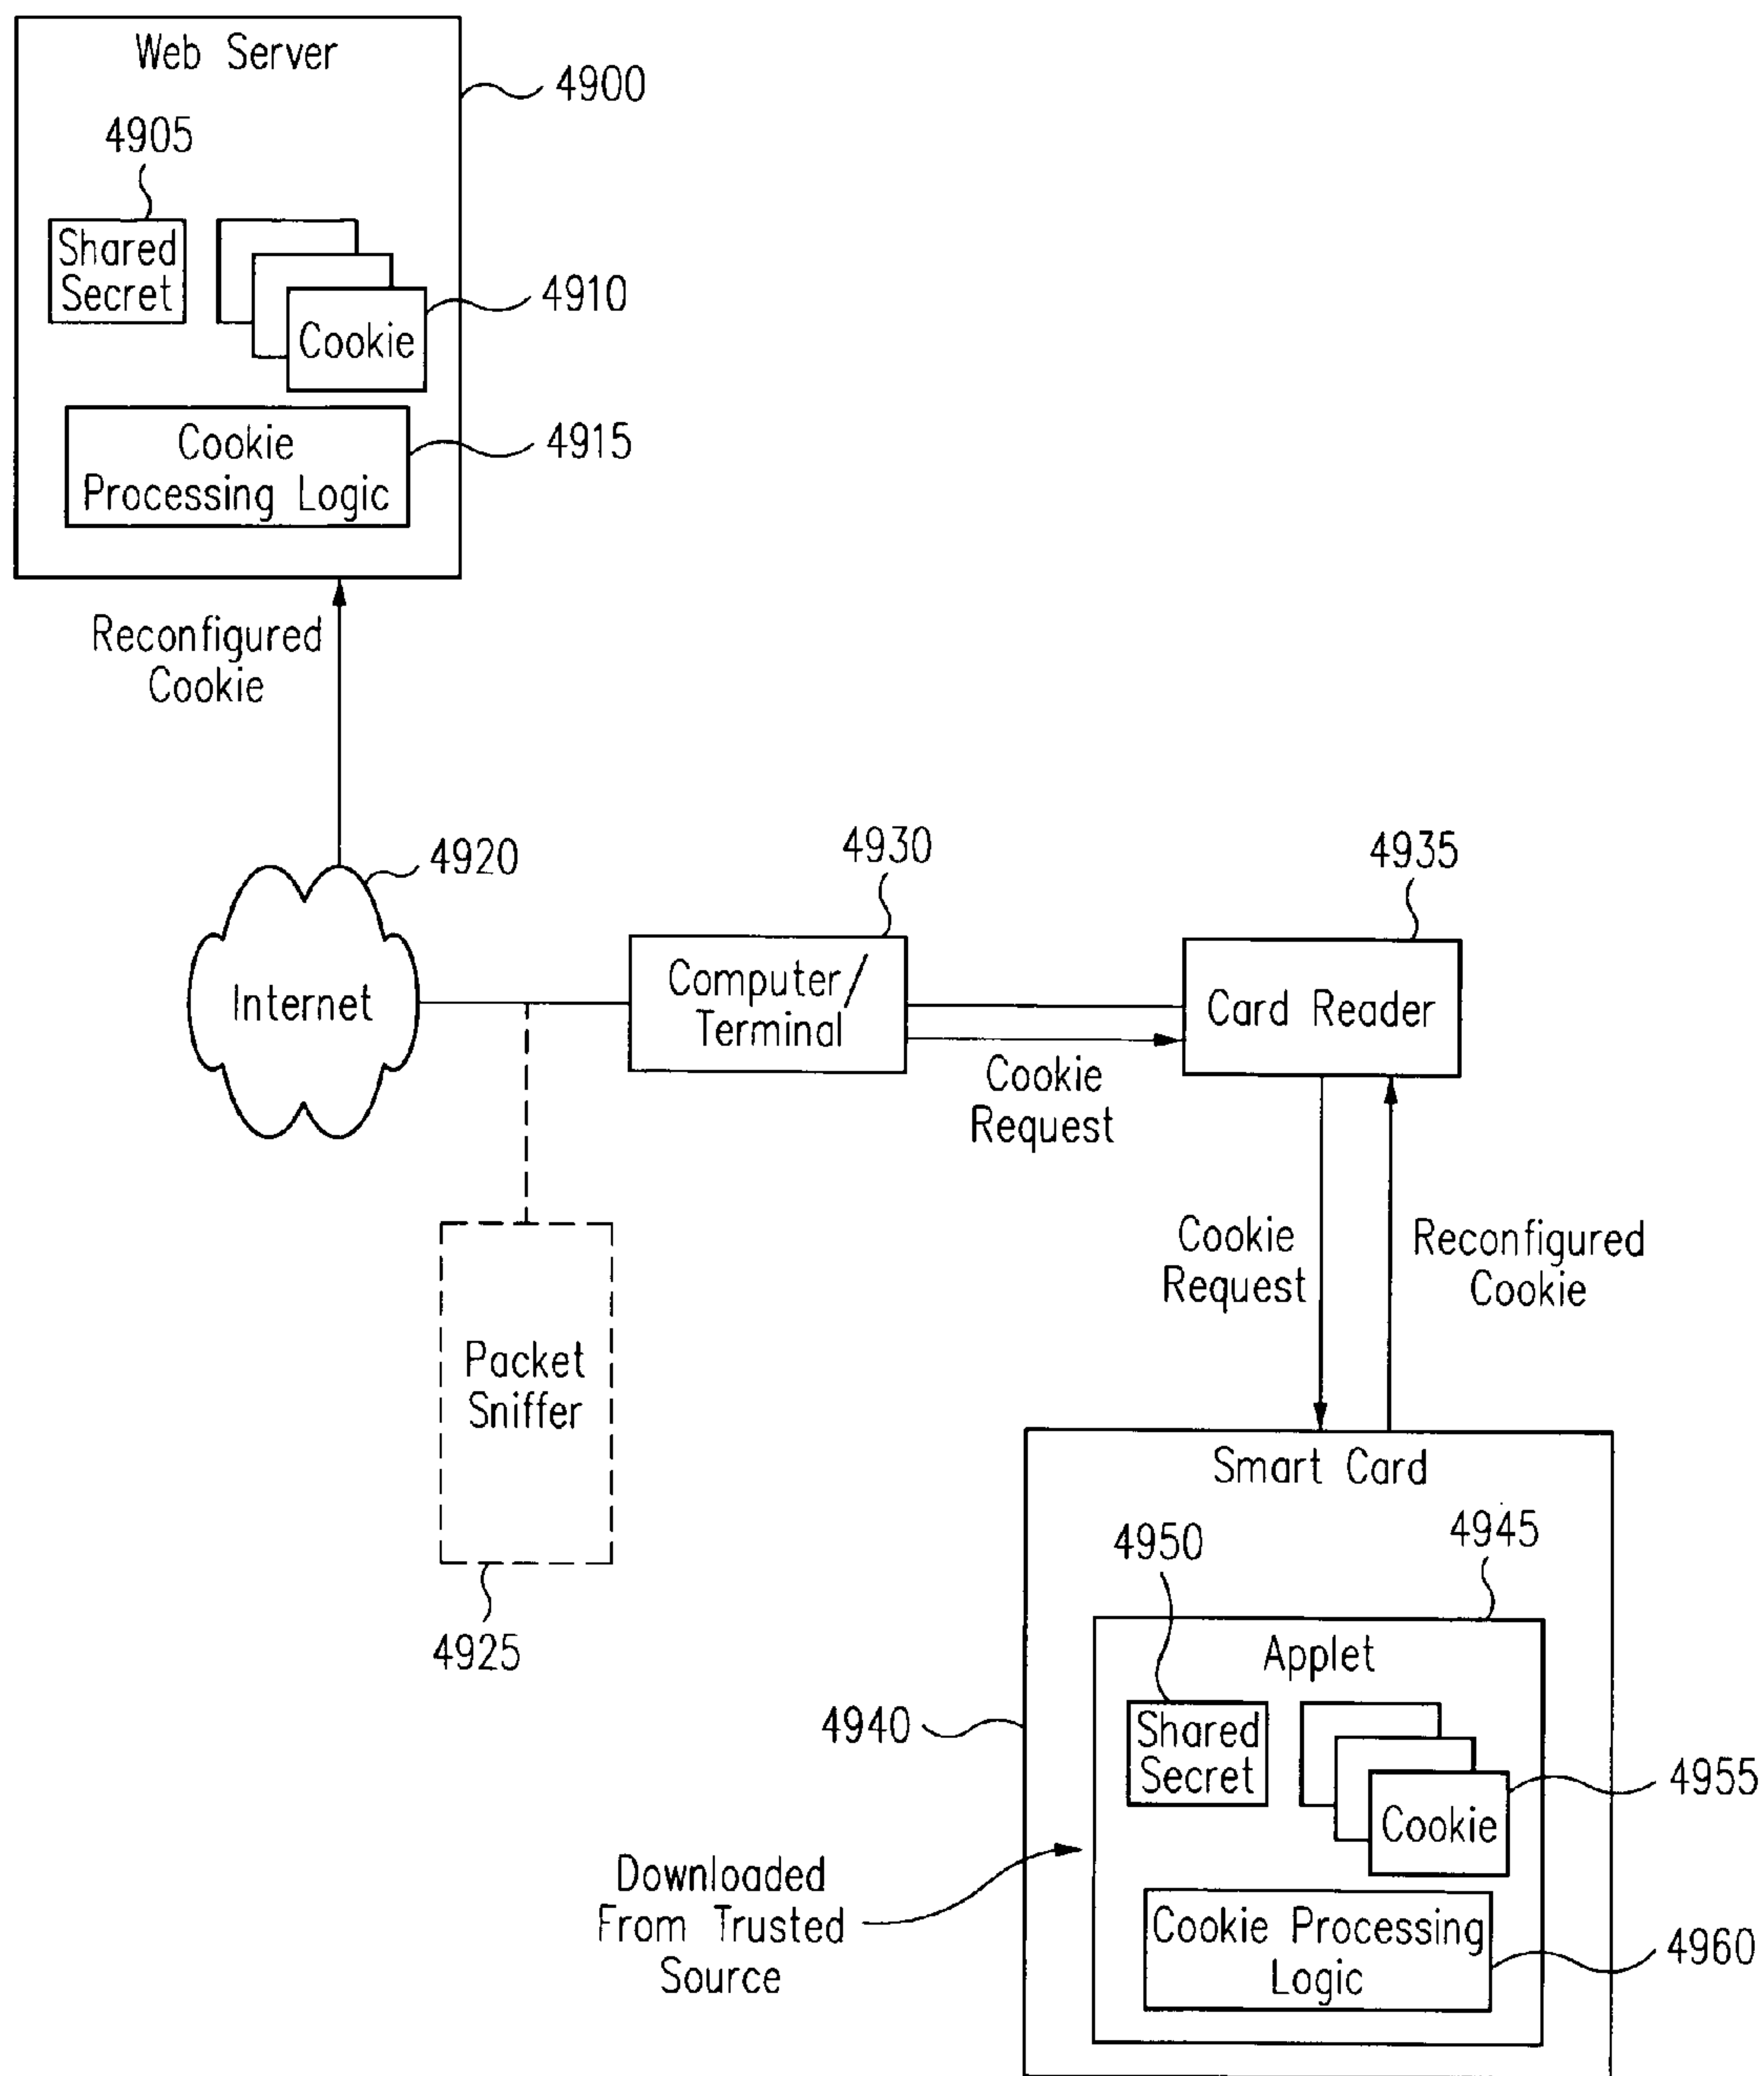 Web Server
4900
4905
Shared
Secret
4910
Cookie
Cookie
Processing Logic
4915
Reconfigured
Cookie
4920
Internet
4930
Computer/
Terminal
4935
Card Reader
Cookie
Request
Packet
Sniffer
4925
Cookie
Request
Reconfigured
Cookie
Smart Card
4940
4950
4945
Applet
Shared
Secret
4955
Cookie
Downloaded
From Trusted
Source
Cookie Processing
Logic
4960